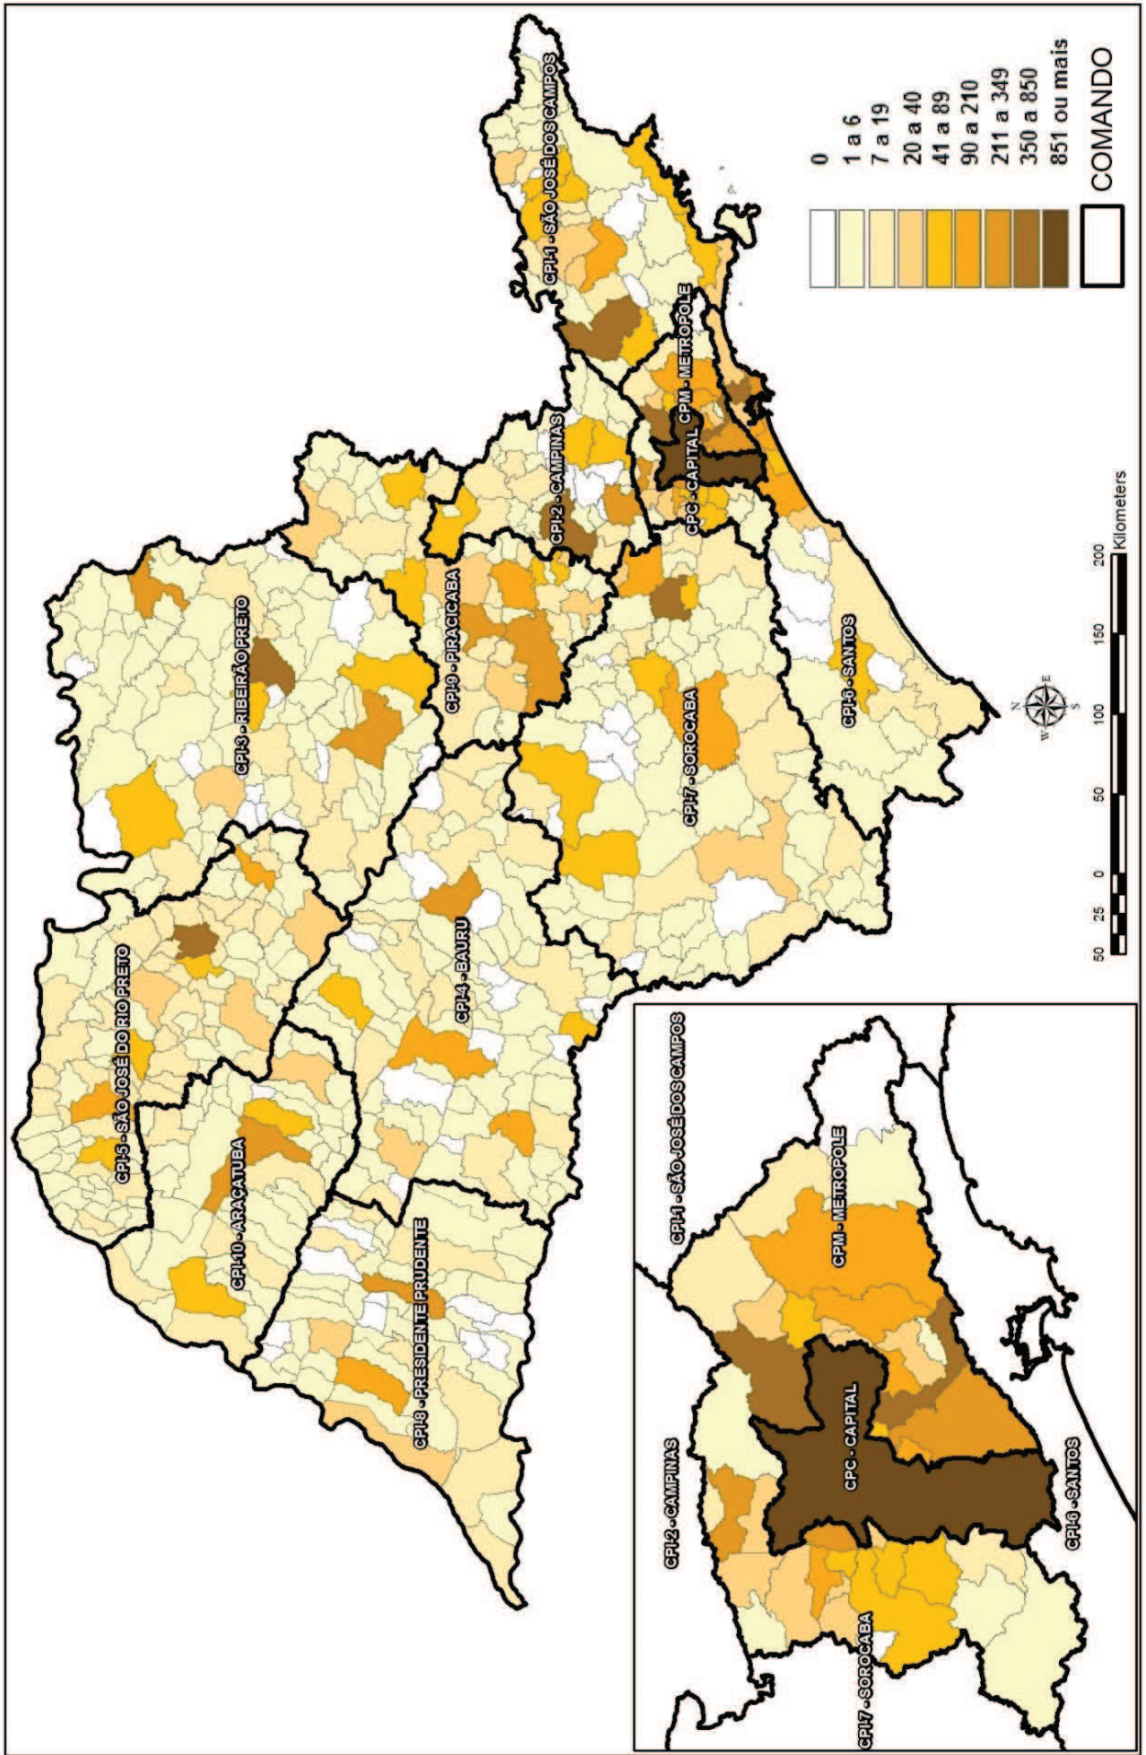 CPI-5 - SÃO JOSÉ DO RIO PRETO
CPI-3 - RIBEIRÃO PRETO
CPI-10 - ARAÇATUBA
CPI-8 - PRESIDENTE PRUDENTE
CPI-4 - BAURU
CPI-9 - PIRACICABA
CPI-2 - CAMPINAS
CPI-1 - SÃO JOSÉ DOS CAMPOS
CPI-7 - SOROCABA
CPC - CAPITAL
CPM - METROPOLE
CPI-6 - SANTOS
CPI-2 - CAMPINAS
CPI-1 - SÃO JOSÉ DOS CAMPOS
CPM - METROPOLE
CPC - CAPITAL
CPI-7 - SOROCABA
CPI-6 - SANTOS
N
W E
S
50 25 0 50 100 150 200
Kilometers
0
1 a 6
7 a 19
20 a 40
41 a 89
90 a 210
211 a 349
350 a 850
851 ou mais
COMANDO